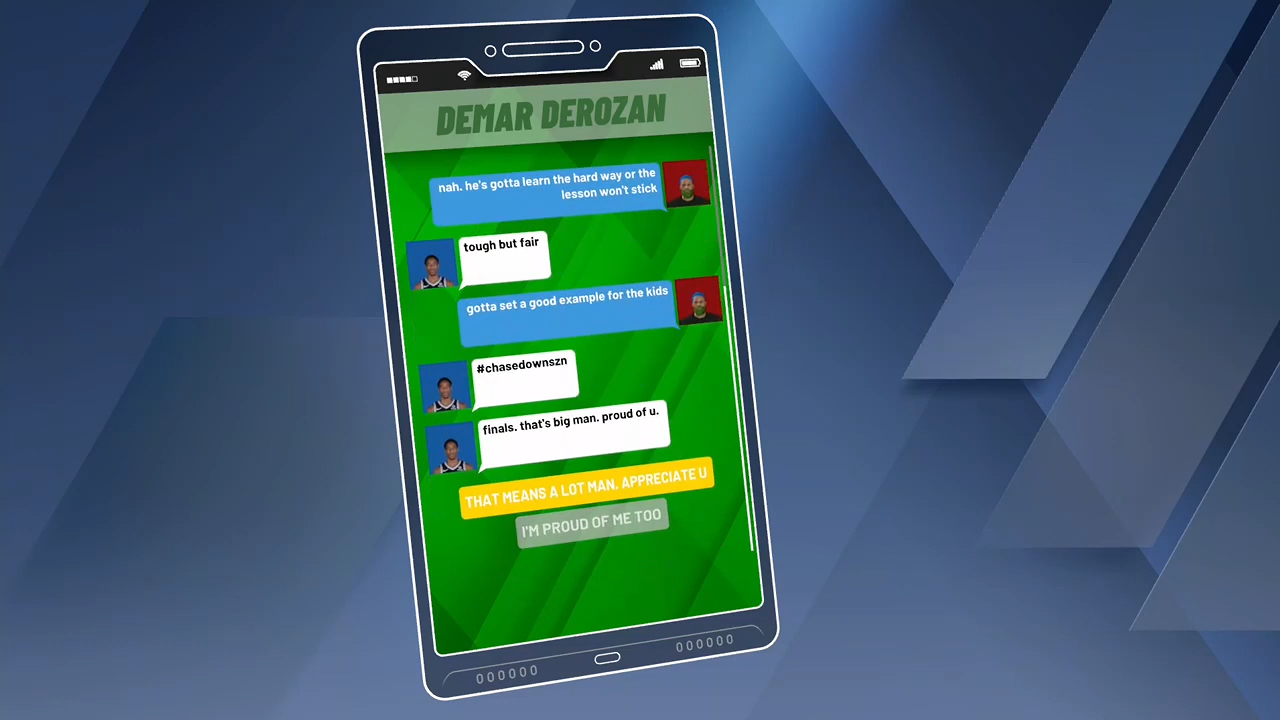 DEMAR DEROZAN
nah. he's gotta learn the hard way or the
lesson won't stick
tough but fair
gotta set a good example for the kids
#chasedownszn
finals. that's big man. proud of u.
THAT MEANS A LOT MAN. APPRECIATE U
I'M PROUD OF ME TOO